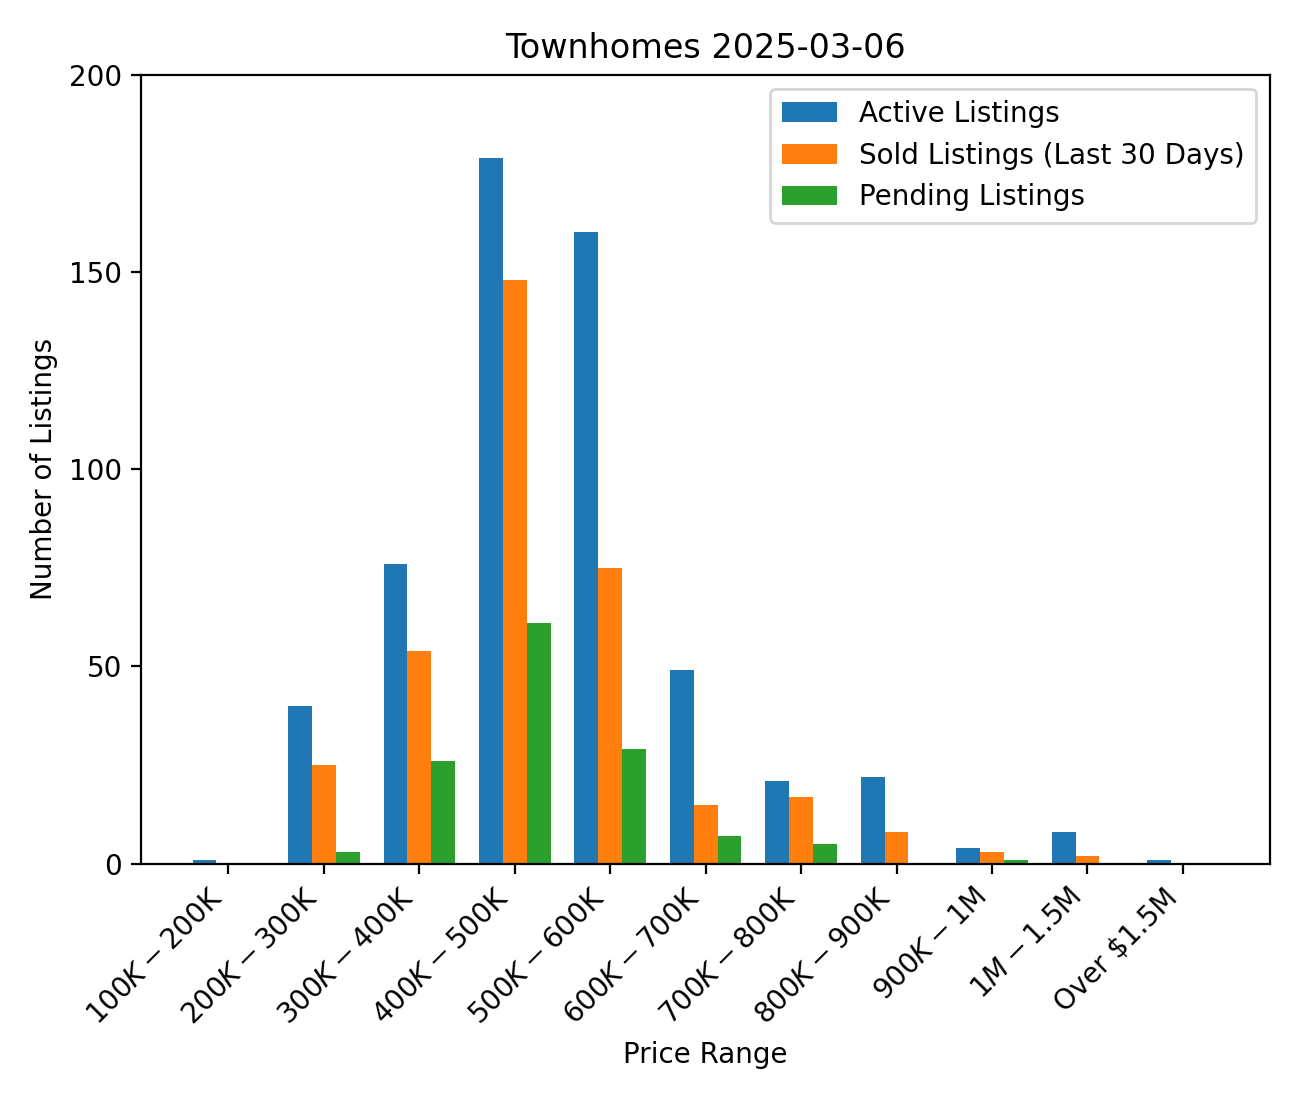 Townhomes 2025-03-06
Active Listings
Sold Listings (Last 30 Days)
Pending Listings
200
150
100
50
0
Number of Listings
100K − 200K
200K − 300K
300K − 400K
400K − 500K
500K − 600K
600K − 700K
700K − 800K
800K − 900K
900K − 1M
1M − 1.5M
Over $1.5M
Price Range